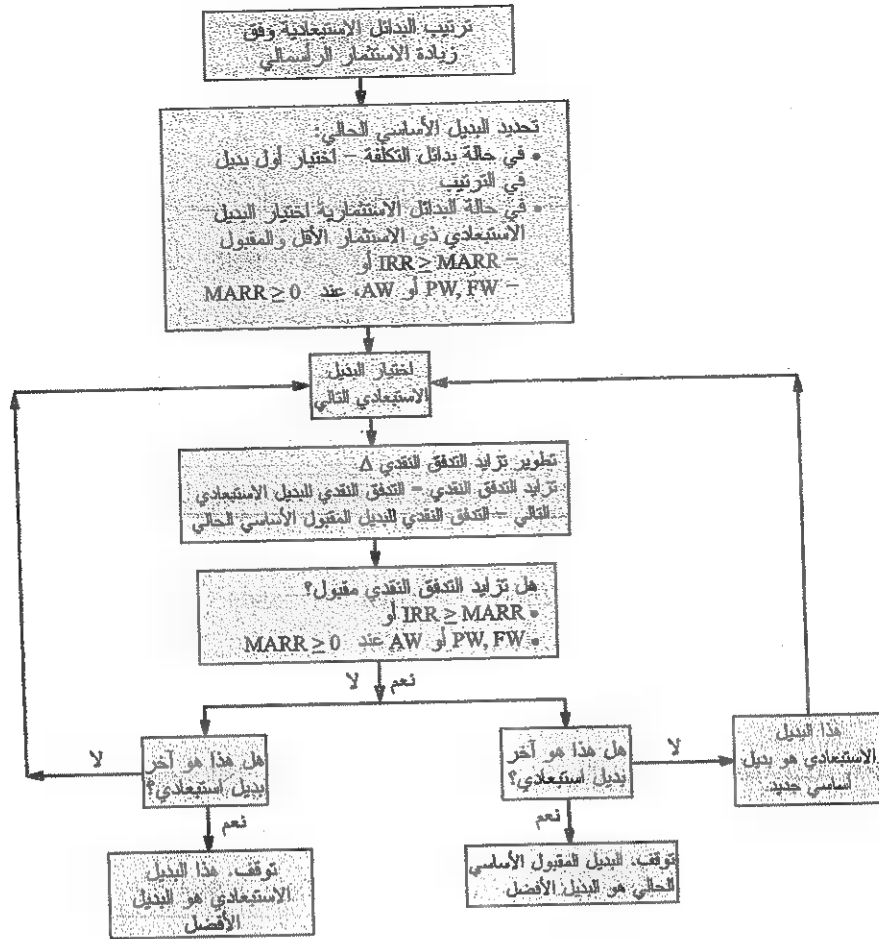 ترتيب البدائل الاستبعادية وفق
زيادة الاستثمار الرأسمالي
تحديد البديل الأساسي الحالي:
• في حالة بدائل التكلفة – اختيار أول بديل
في الترتيب
• في حالة البدائل الاستثمارية اختيار البديل
الاستبعادي ذي الاستثمار الأقل والمقبول
– IRR ≥ MARR أو
– PW, FW أو AW، عند MARR ≥ 0
اختيار البديل
الاستبعادي التالي
تطوير تزايد التدفق النقدي Δ
تزايد التدفق النقدي = التدفق النقدي للبديل الاستبعادي
التالي – التدفق النقدي للبديل المقبول الأساسي الحالي
هل تزايد التدفق النقدي مقبول؟
• IRR ≥ MARR أو
• PW, FW أو AW عند MARR ≥ 0
نعم
لا
هذا البديل
الاستبعادي هو بديل
أساسي جديد.
لا
هل هذا هو آخر
بديل استبعادي؟
هل هذا هو آخر
بديل استبعادي؟
لا
نعم
نعم
توقف، البديل المقبول الأساسي
الحالي هو البديل الأفضل
توقف، هذا البديل
الاستبعادي هو البديل
الأفضل